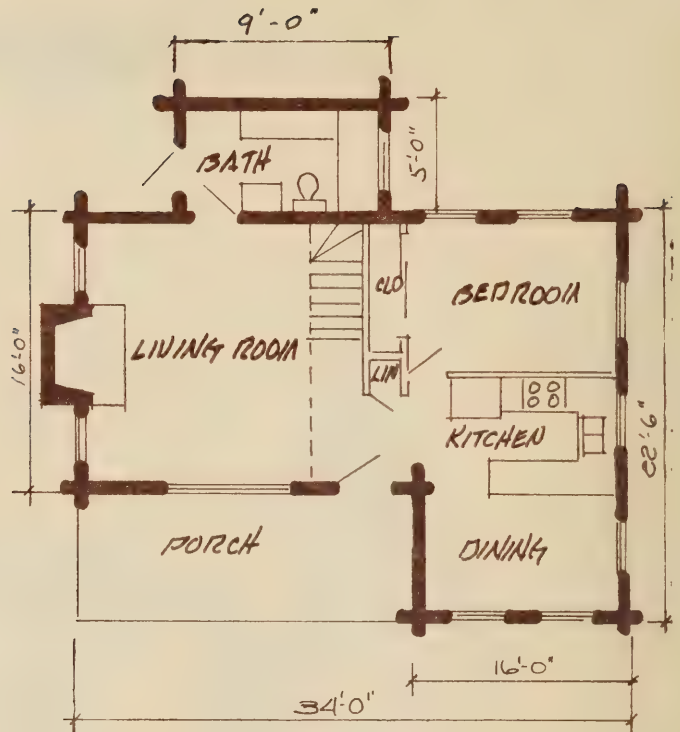 9'-0"
BATH
5'-0"
CLO
BEDROOM
16'-0"
LIVING ROOM
LIN
KITCHEN
22'-6"
PORCH
DINING
16'-0"
34'-0"